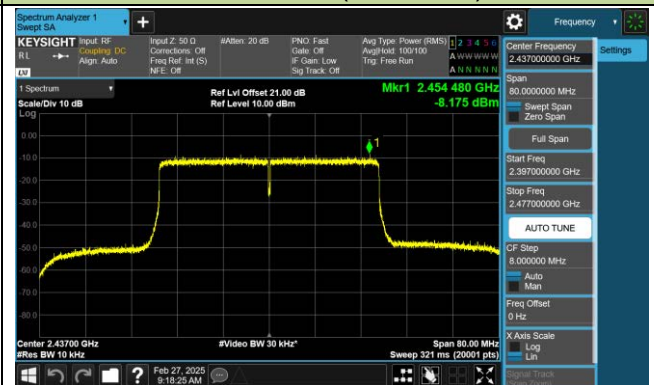 Spectrum Analyzer 1
Swept SA
Frequency
KEYSIGHT Input: RF Input Z: 50 Ω #Atten: 20 dB PNO: Fast Avg Type: Power (RMS) 1 2 3 4 5 6
RL Coupling: DC Corrections: Off Gate: Off Avg|Hold: 100/100 A W W W W W
Align: Auto Freq Ref: Int (S) IF Gain: Low Trig: Free Run
NFE: Off Sig Track: Off A N N N N N
LXI
Center Frequency
2.437000000 GHz
Settings
Span
80.0000000 MHz
Swept Span
Zero Span
Full Span
Start Freq
2.397000000 GHz
Stop Freq
2.477000000 GHz
AUTO TUNE
CF Step
8.000000 MHz
Auto
Man
Freq Offset
0 Hz
X Axis Scale
Log
Lin
Signal Track
1 Spectrum
Scale/Div 10 dB
Log
Ref Lvl Offset 21.00 dB
Ref Level 10.00 dBm
Mkr1 2.454 480 GHz
-8.175 dBm
1
0.00
-10.0
-20.0
-30.0
-40.0
-50.0
-60.0
-70.0
-80.0
Center 2.43700 GHz #Video BW 30 kHz* Span 80.00 MHz
#Res BW 10 kHz Sweep 321 ms (20001 pts)
? Feb 27, 2025
9:18:25 AM